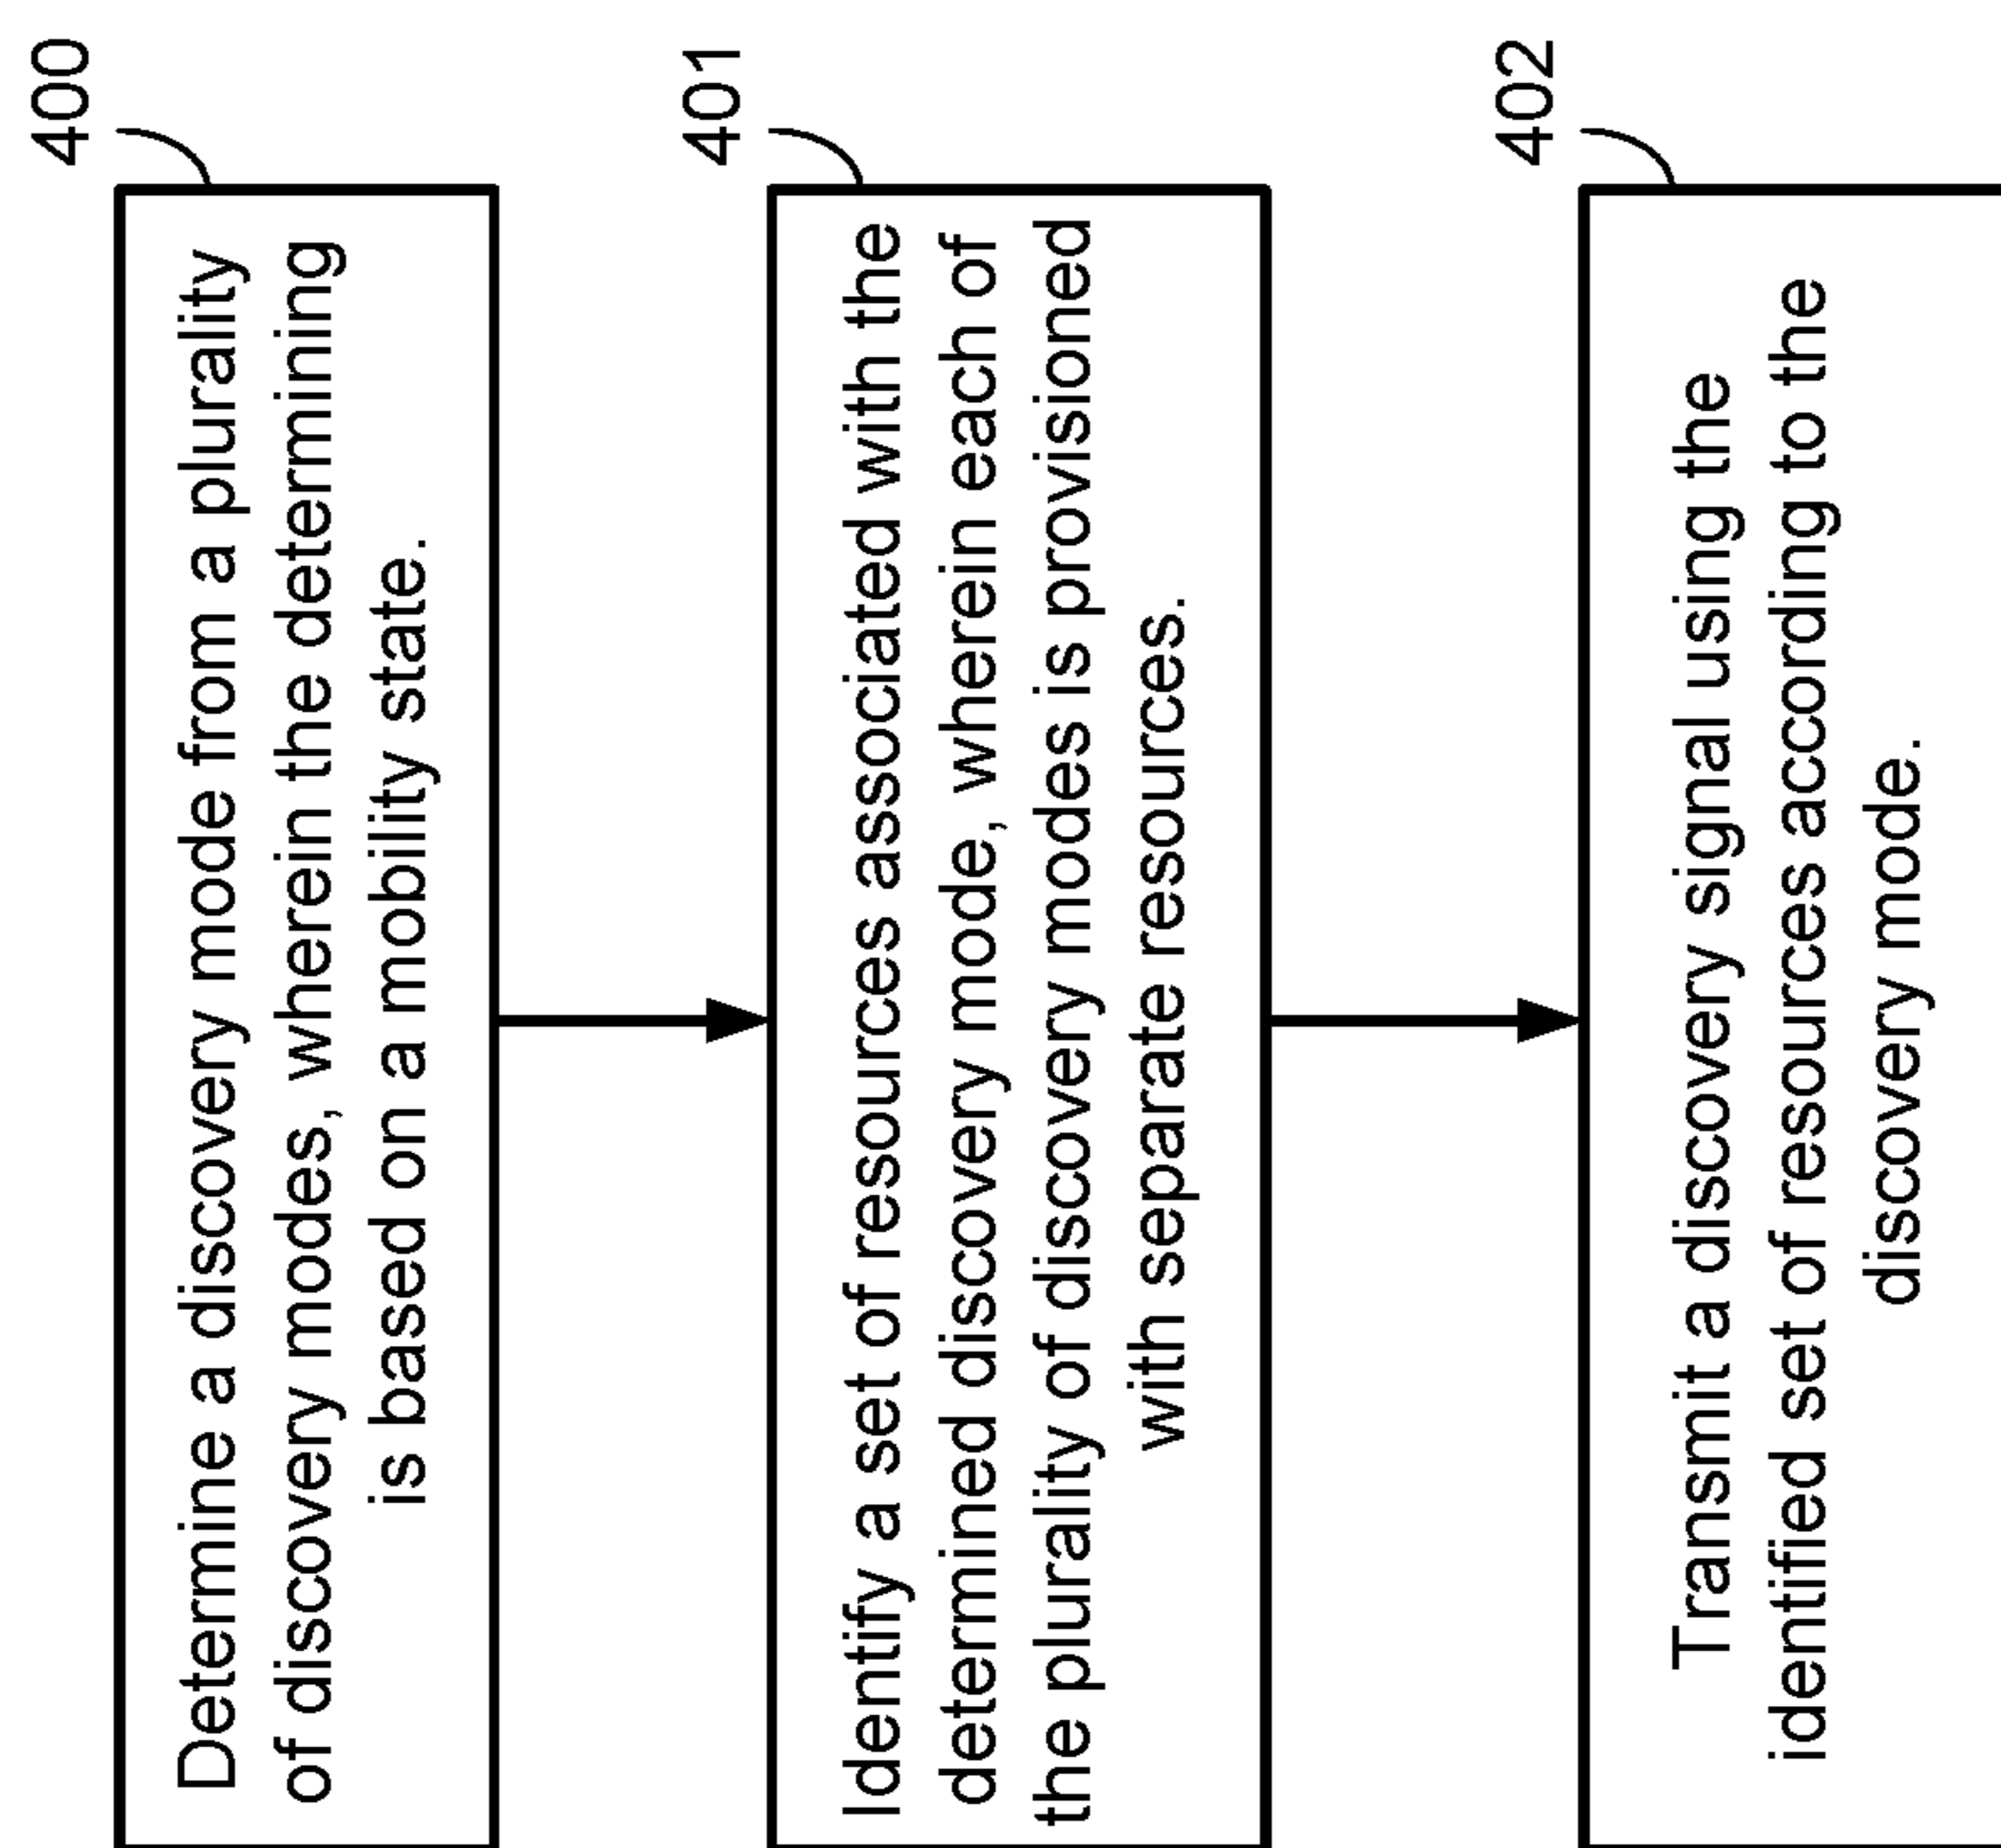 400
Determine a discovery mode from a plurality
of discovery modes, wherein the determining
is based on a mobility state.
401
Identify a set of resources associated with the
determined discovery mode, wherein each of
the plurality of discovery modes is provisioned
with separate resources.
402
Transmit a discovery signal using the
identified set of resources according to the
discovery mode.